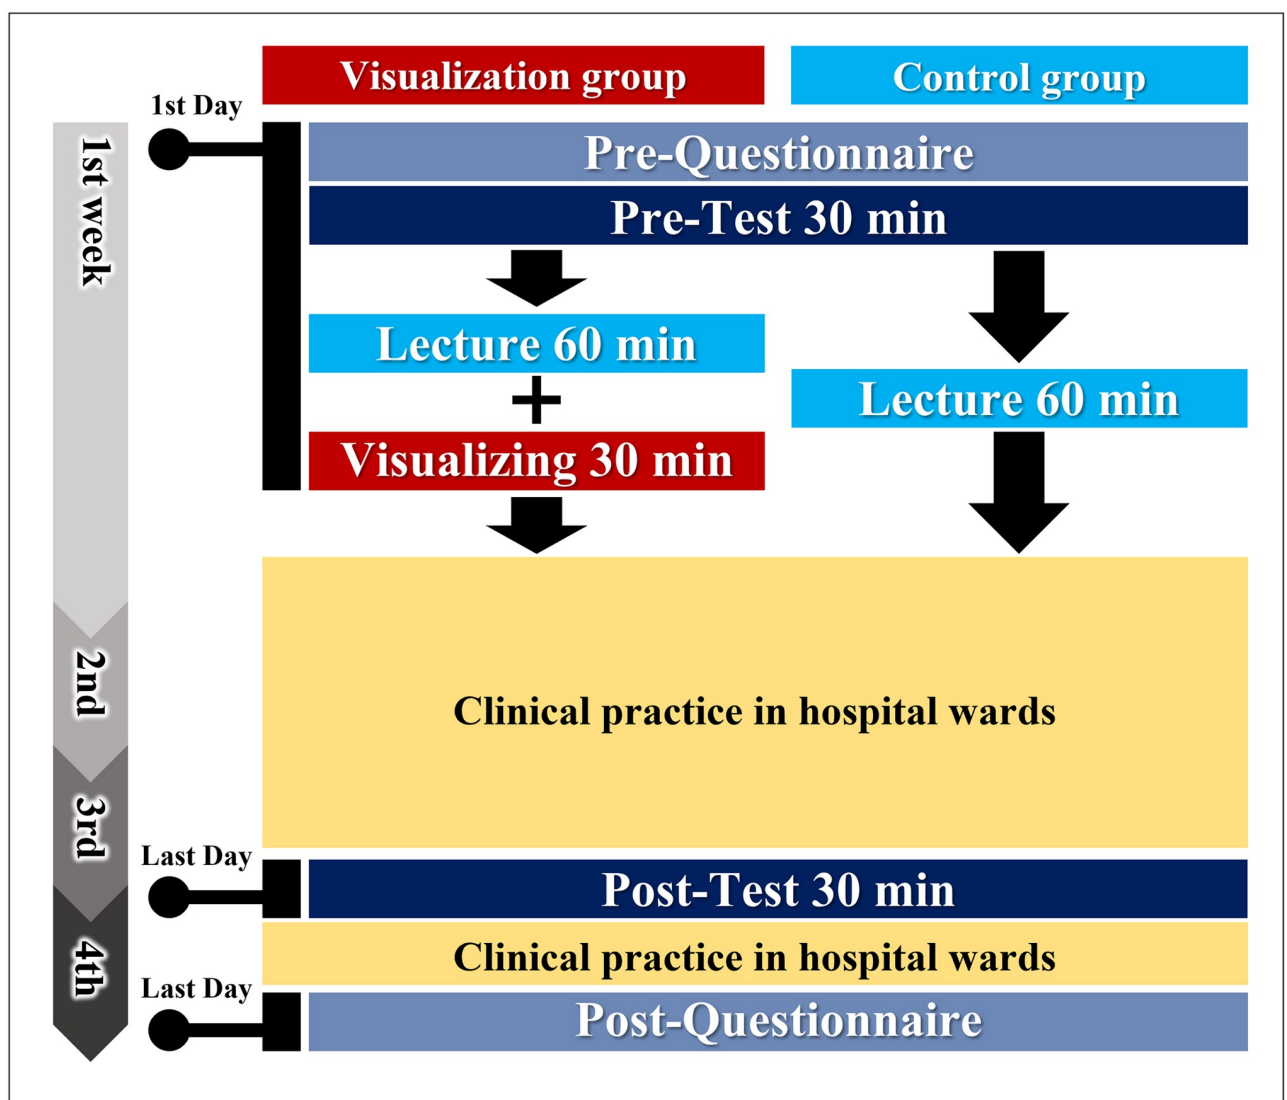 Visualization group
Control group
1st Day
1st week
Pre-Questionnaire
Pre-Test 30 min
Lecture 60 min
+
Visualizing 30 min
Lecture 60 min
2nd
Clinical practice in hospital wards
3rd
Last Day
Post-Test 30 min
4th
Clinical practice in hospital wards
Last Day
Post-Questionnaire